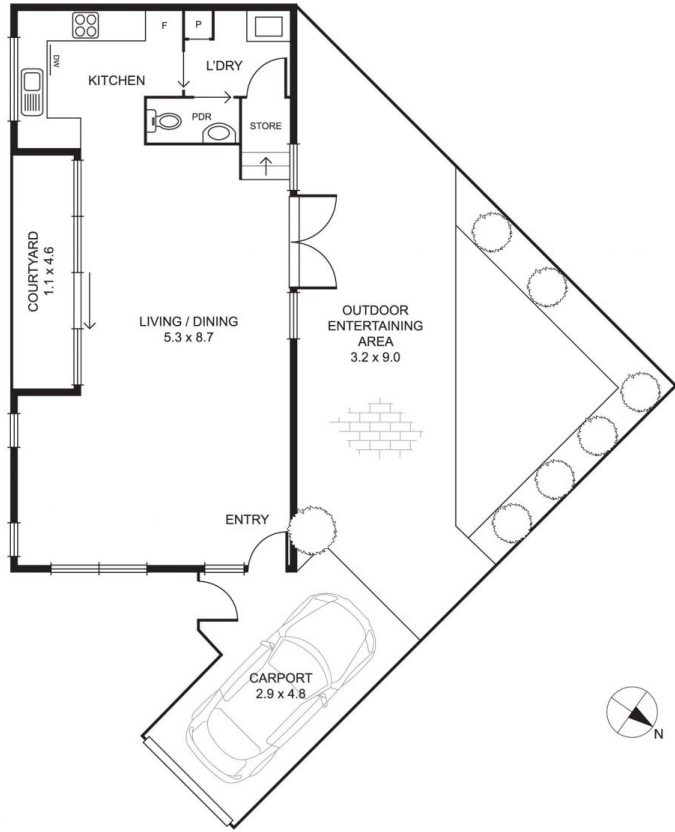 F
P
DW
KITCHEN
L'DRY
PDR
STORE
COURTYARD
1.1 x 4.6
LIVING / DINING
5.3 x 8.7
OUTDOOR
ENTERTAINING
AREA
3.2 x 9.0
ENTRY
CARPORT
2.9 x 4.8
N